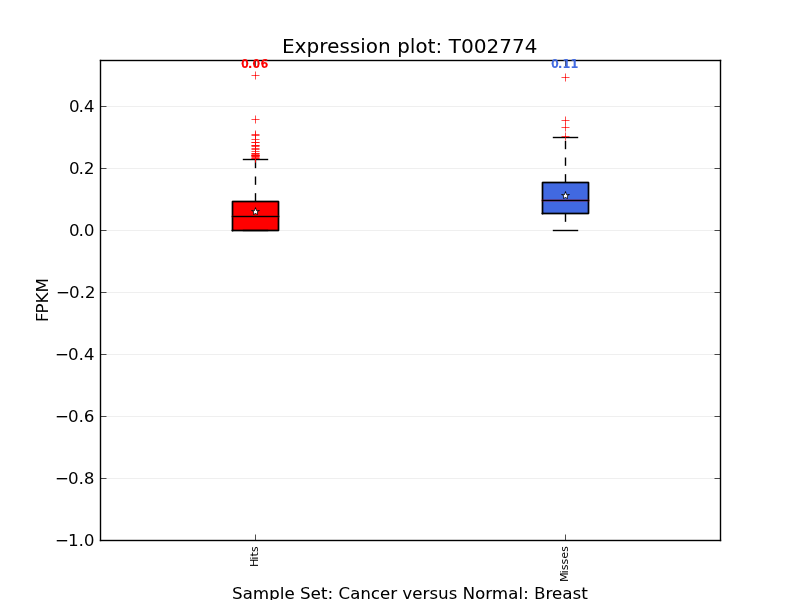 Expression plot: T002774
0.06
0.11
0.4
0.2
0.0
−0.2
−0.4
−0.6
−0.8
−1.0
FPKM
Hits
Misses
Sample Set: Cancer versus Normal: Breast